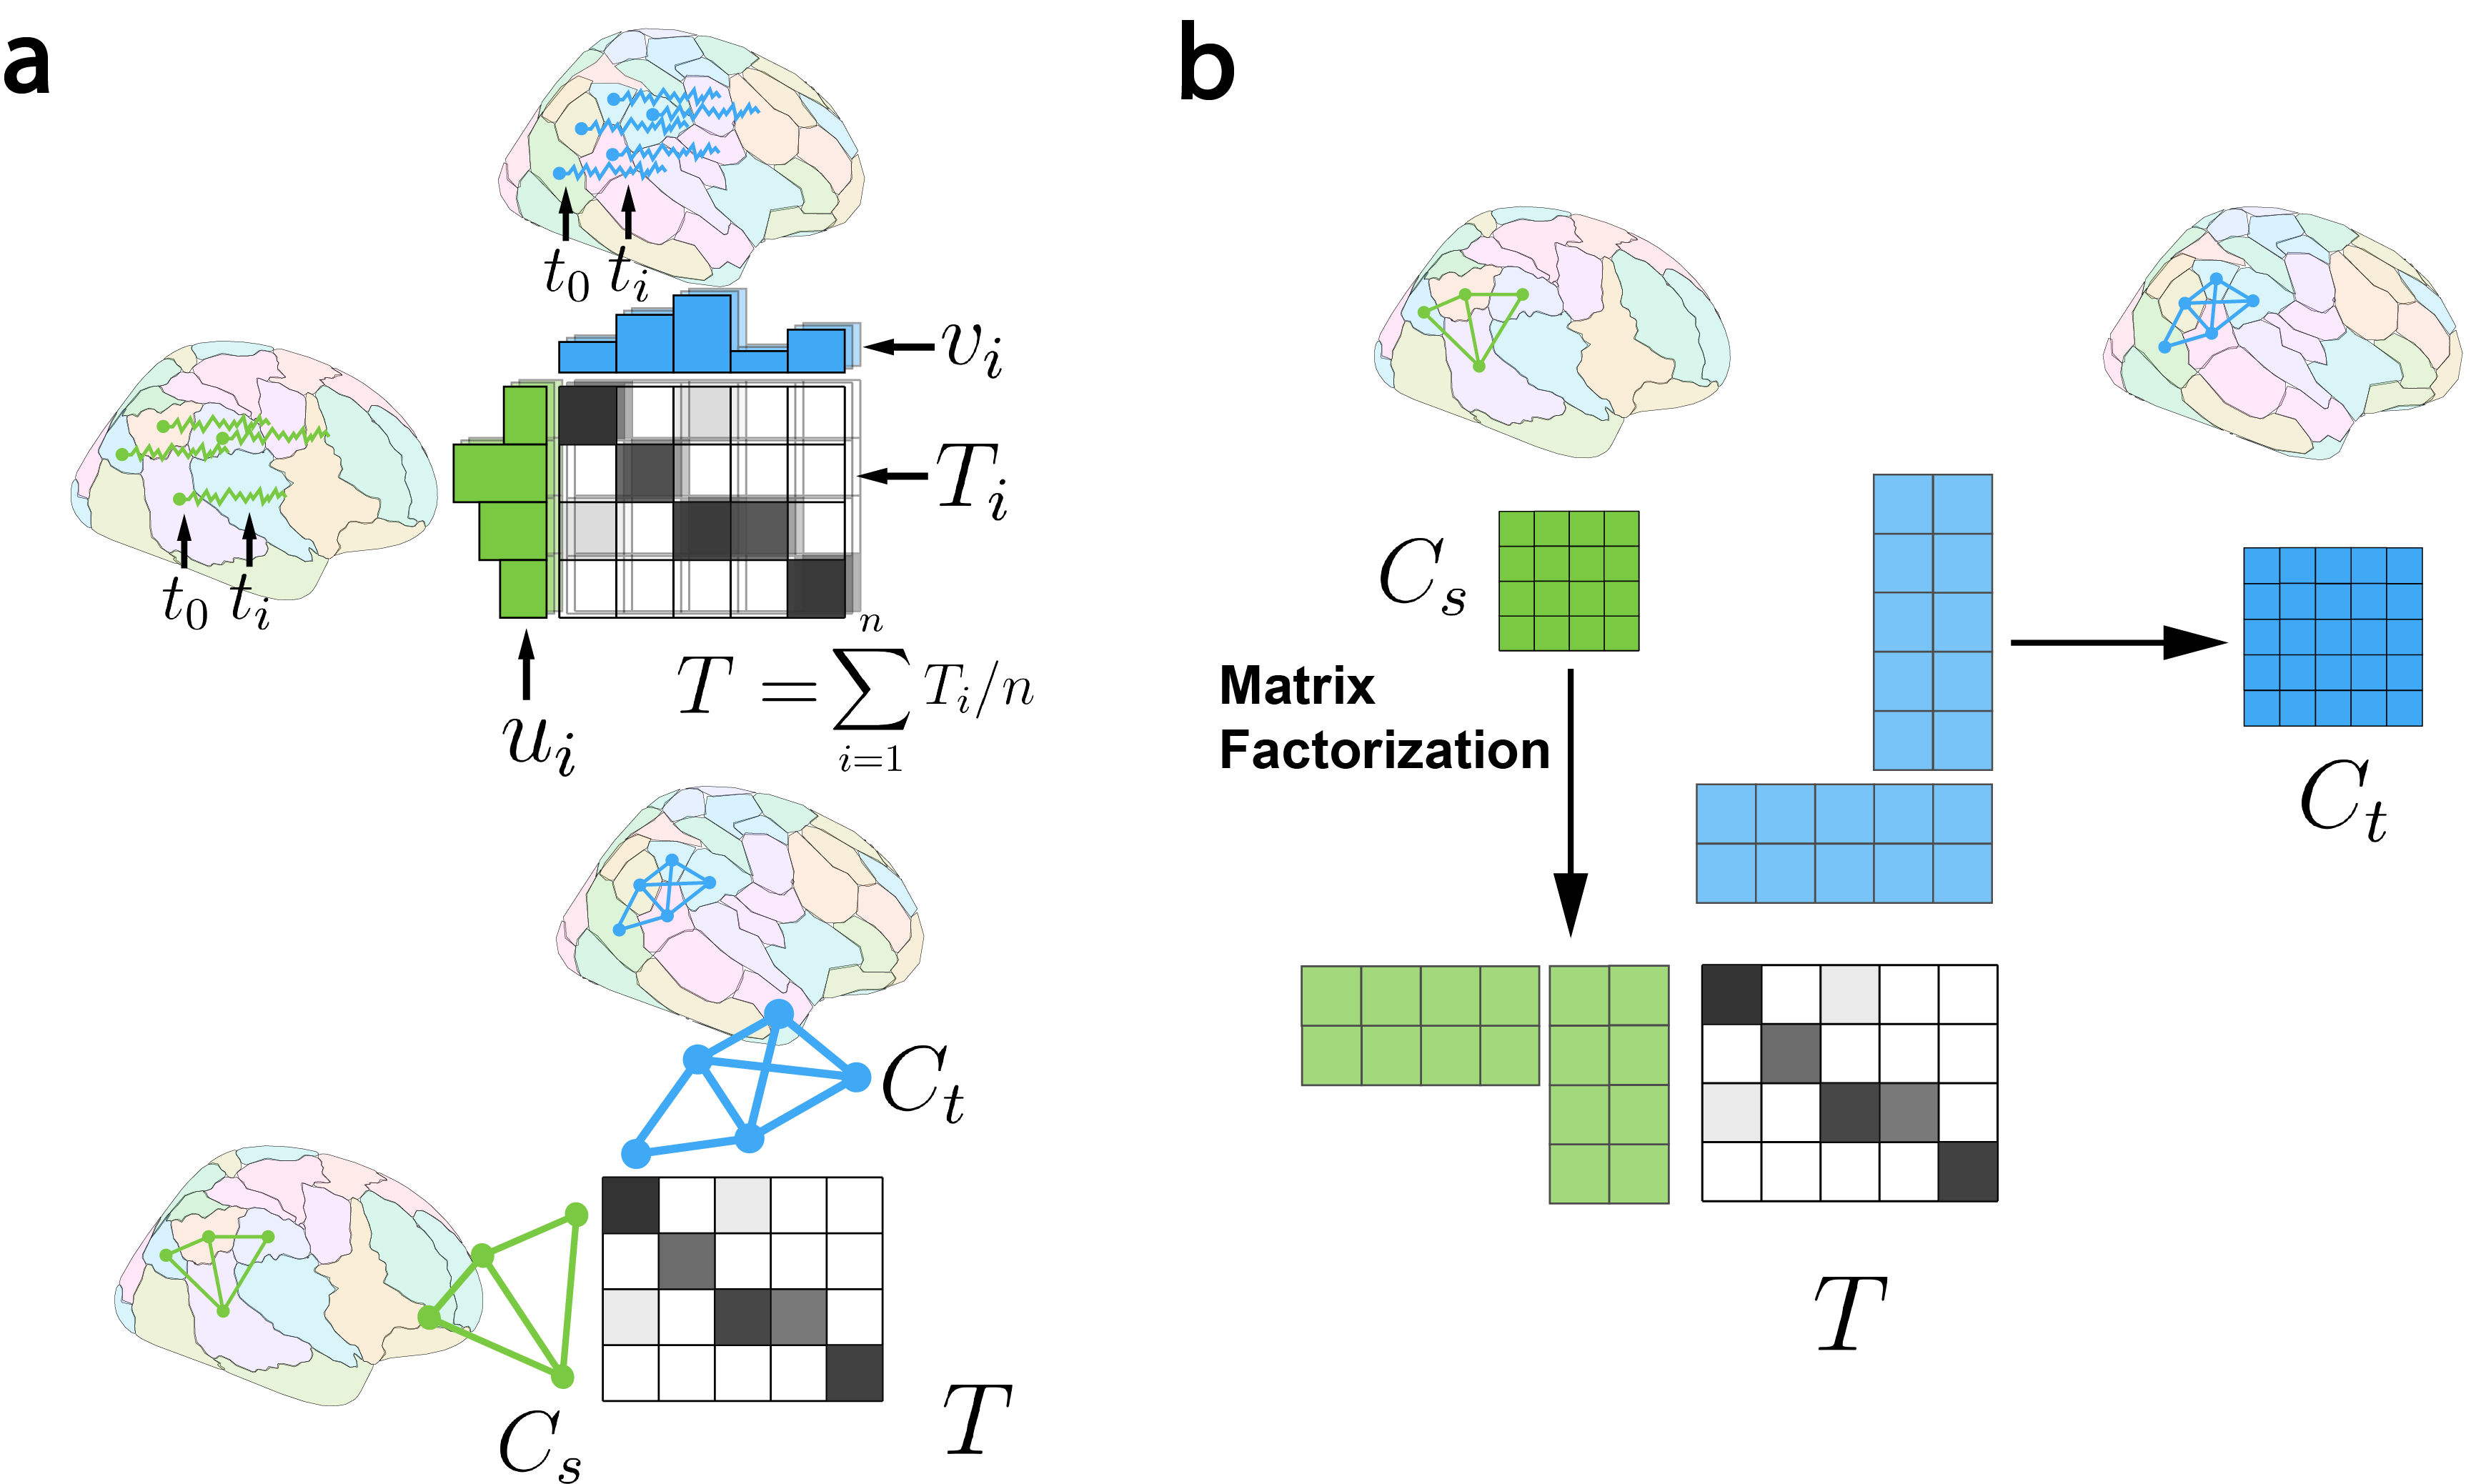 a
b
t_0 t_i
v_i
T_i
t_0 t_i
u_i
T = \sum_{i=1}^{n} T_i/n
C_t
C_s
T
C_s
Matrix
Factorization
C_t
T